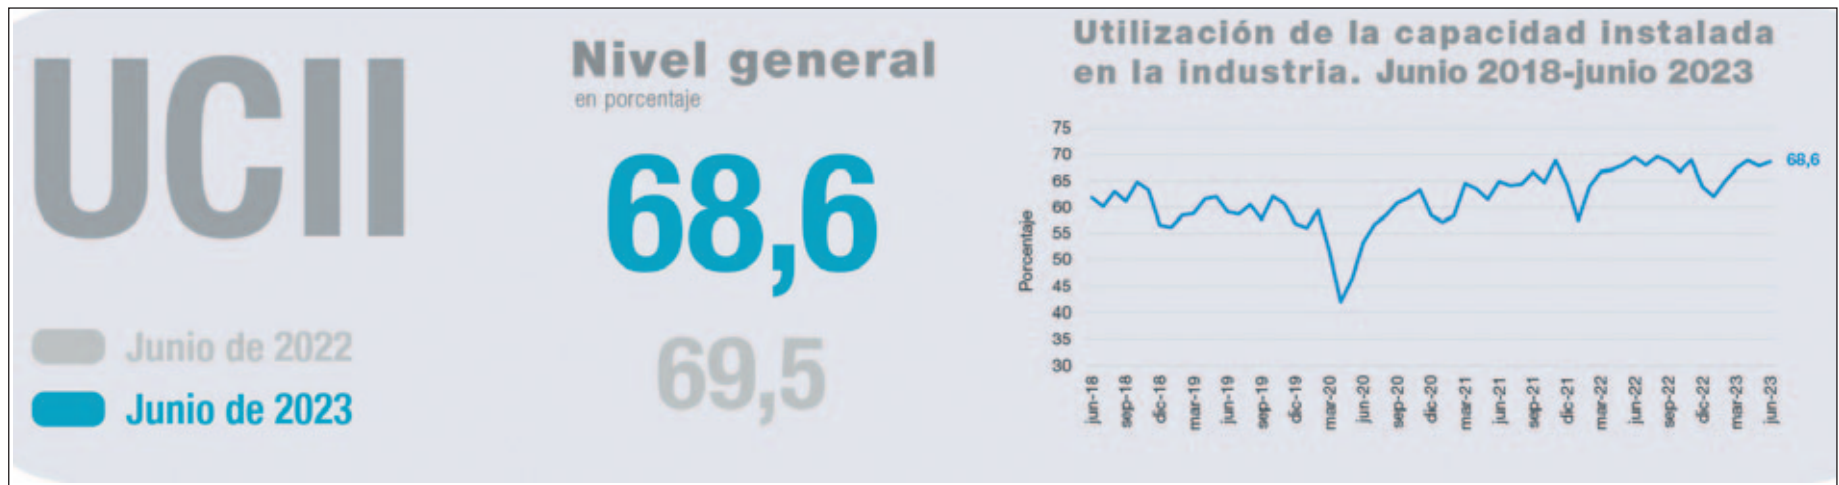 UCII
Junio de 2022
Junio de 2023
Nivel general
en porcentaje
68,6
69,5
Utilización de la capacidad instalada
en la industria. Junio 2018-junio 2023
Porcentaje
75
70
65
60
55
50
45
40
35
30
68,6
jun-18
sep-18
dic-18
mar-19
jun-19
sep-19
dic-19
mar-20
jun-20
sep-20
dic-20
mar-21
jun-21
sep-21
dic-21
mar-22
jun-22
sep-22
dic-22
mar-23
jun-23